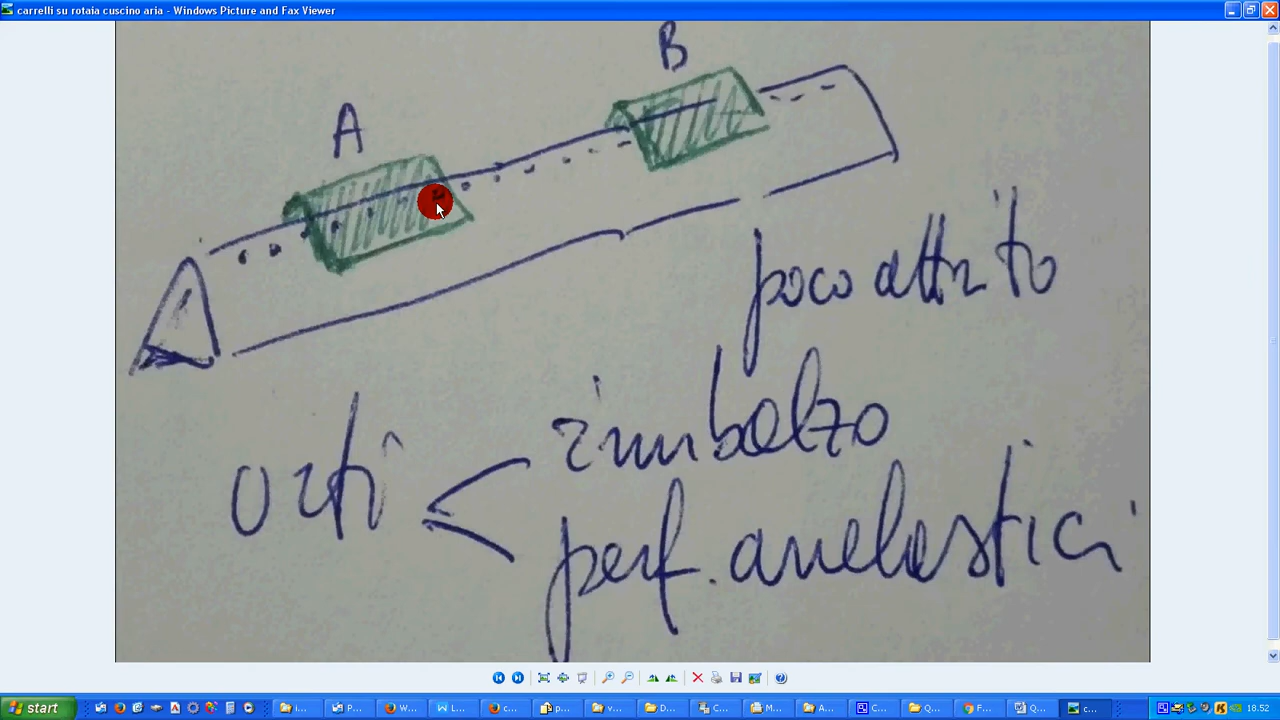 carrelli su rotaia cuscino aria - Windows Picture and Fax Viewer
B
A
poco attrito
urti
rimbalzo
perf. anelastici
start
i...
P...
W...
L...
c...
p...
v...
D...
C...
M...
A...
C...
Q...
F...
W...
Q...
c...
18.52